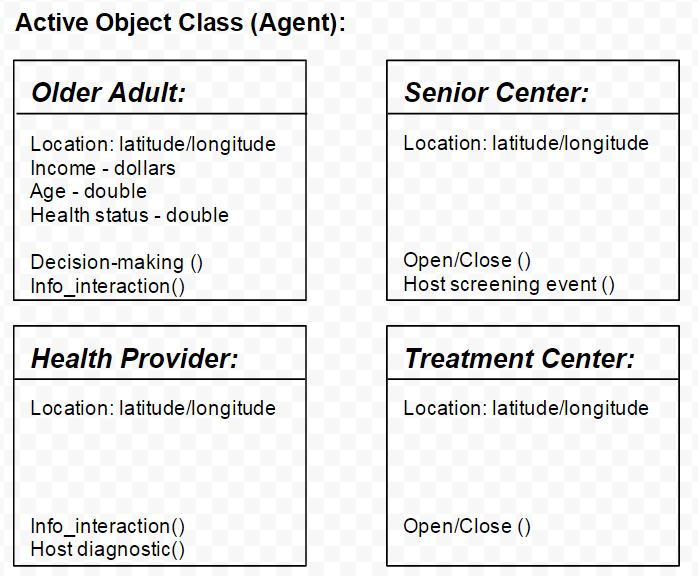 Active Object Class (Agent):
Older Adult:
Location: latitude/longitude
Income - dollars
Age - double
Health status - double
Decision-making ()
Info_interaction()
Senior Center:
Location: latitude/longitude
Open/Close ()
Host screening event ()
Health Provider:
Location: latitude/longitude
Info_interaction()
Host diagnostic()
Treatment Center:
Location: latitude/longitude
Open/Close ()